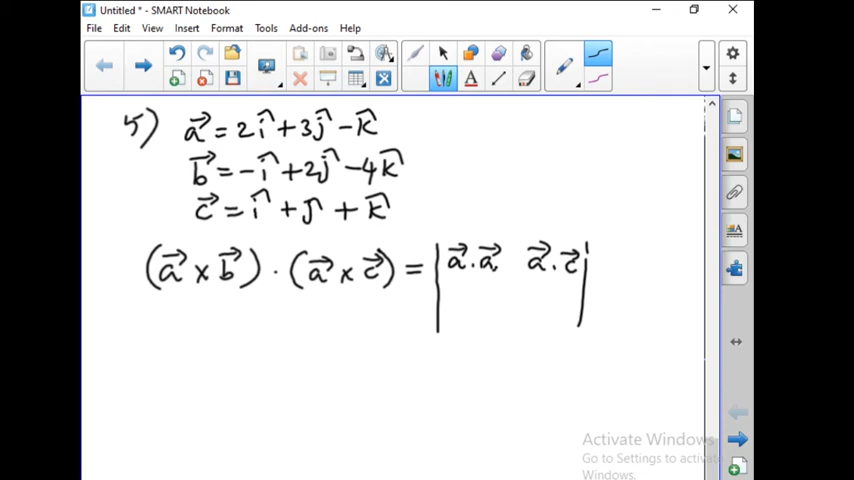 Untitled * - SMART Notebook
File Edit View Insert Format Tools Add-ons Help
5) a⃗ = 2î + 3ĵ - k̂
b⃗ = -î + 2ĵ - 4k̂
c⃗ = î + ĵ + k̂
(a⃗ × b⃗) · (a⃗ × c⃗) = | a⃗ . a⃗ a⃗ . c⃗ |
Activate Windows
Go to Settings to activate
Windows.